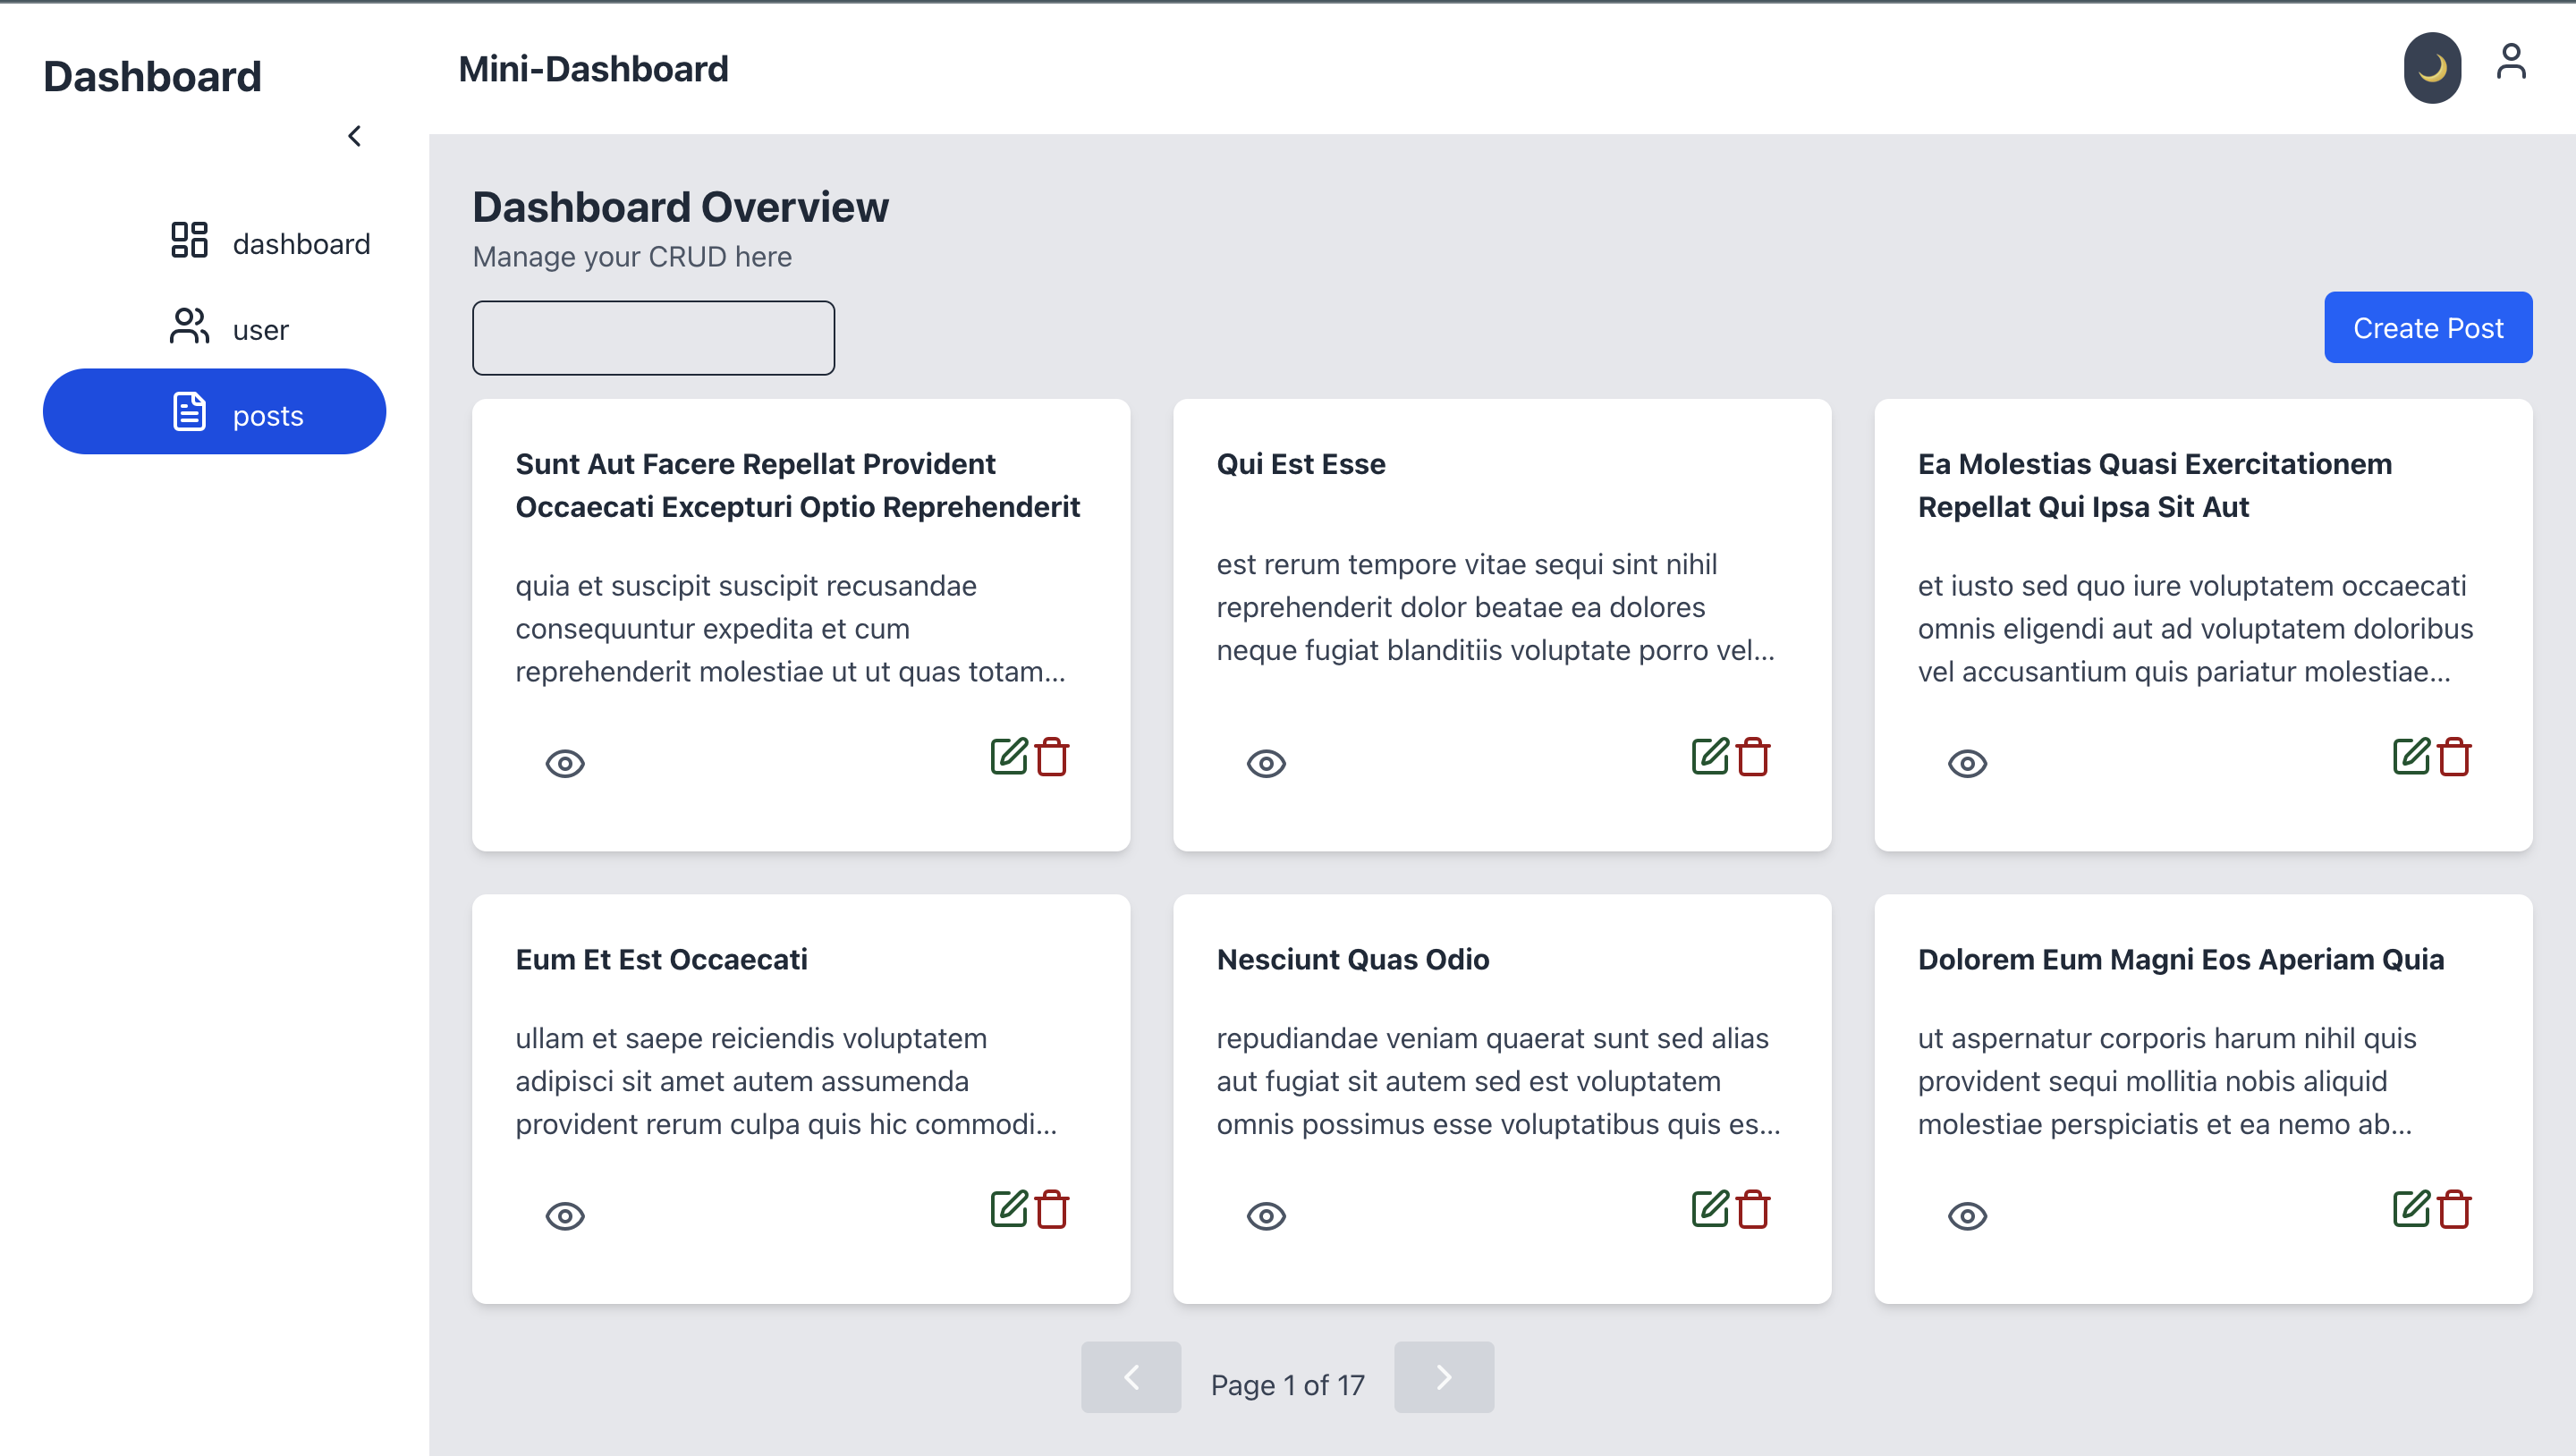 Dashboard
dashboard
user
posts
Mini-Dashboard
Dashboard Overview
Manage your CRUD here
Create Post
Sunt Aut Facere Repellat Provident
Occaecati Excepturi Optio Reprehenderit
quia et suscipit suscipit recusandae
consequuntur expedita et cum
reprehenderit molestiae ut ut quas totam...
Qui Est Esse
est rerum tempore vitae sequi sint nihil
reprehenderit dolor beatae ea dolores
neque fugiat blanditiis voluptate porro vel...
Ea Molestias Quasi Exercitationem
Repellat Qui Ipsa Sit Aut
et iusto sed quo iure voluptatem occaecati
omnis eligendi aut ad voluptatem doloribus
vel accusantium quis pariatur molestiae...
Eum Et Est Occaecati
ullam et saepe reiciendis voluptatem
adipisci sit amet autem assumenda
provident rerum culpa quis hic commodi...
Nesciunt Quas Odio
repudiandae veniam quaerat sunt sed alias
aut fugiat sit autem sed est voluptatem
omnis possimus esse voluptatibus quis es...
Dolorem Eum Magni Eos Aperiam Quia
ut aspernatur corporis harum nihil quis
provident sequi mollitia nobis aliquid
molestiae perspiciatis et ea nemo ab...
Page 1 of 17